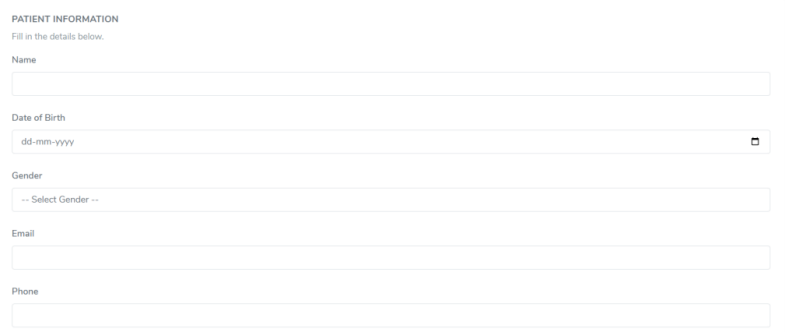 PATIENT INFORMATION
Fill in the details below.
Name
Date of Birth
dd-mm-yyyy
Gender
-- Select Gender --
Email
Phone